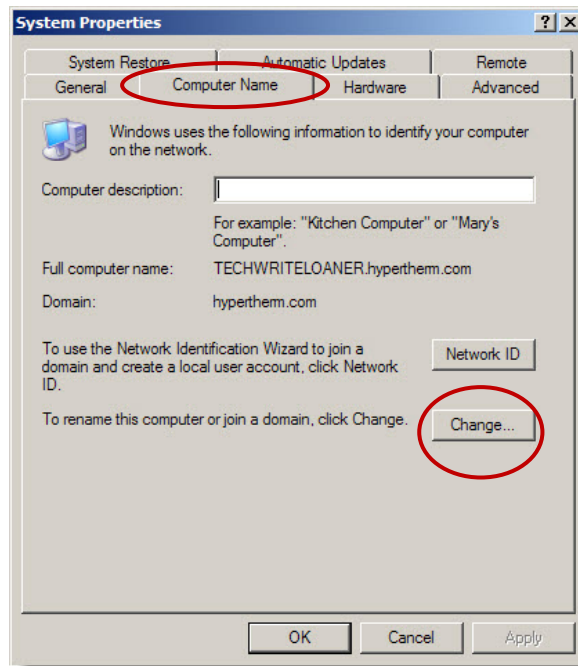 System Properties
System Restore Automatic Updates Remote
General Computer Name Hardware Advanced
Windows uses the following information to identify your computer
on the network.
Computer description:
For example: "Kitchen Computer" or "Mary's
Computer".
Full computer name: TECHWRITELOANER.hypertherm.com
Domain: hypertherm.com
To use the Network Identification Wizard to join a
domain and create a local user account, click Network
ID.
Network ID
To rename this computer or join a domain, click Change.
Change...
OK Cancel Apply